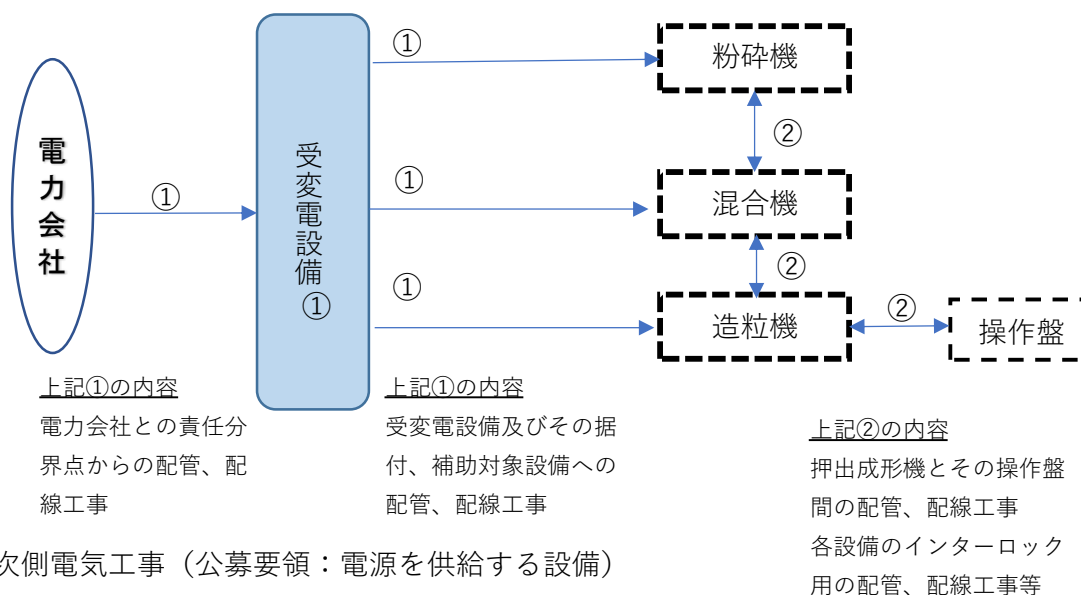 ①
粉砕機
②
電力会社
①
受変電設備
①
①
混合機
②
①
造粒機
②
操作盤
上記①の内容
電力会社との責任分
界点からの配管、配
線工事
上記①の内容
受変電設備及びその据
付、補助対象設備への
配管、配線工事
上記②の内容
押出成形機とその操作盤
間の配管、配線工事
各設備のインターロック
用の配管、配線工事等
次側電気工事（公募要領：電源を供給する設備）